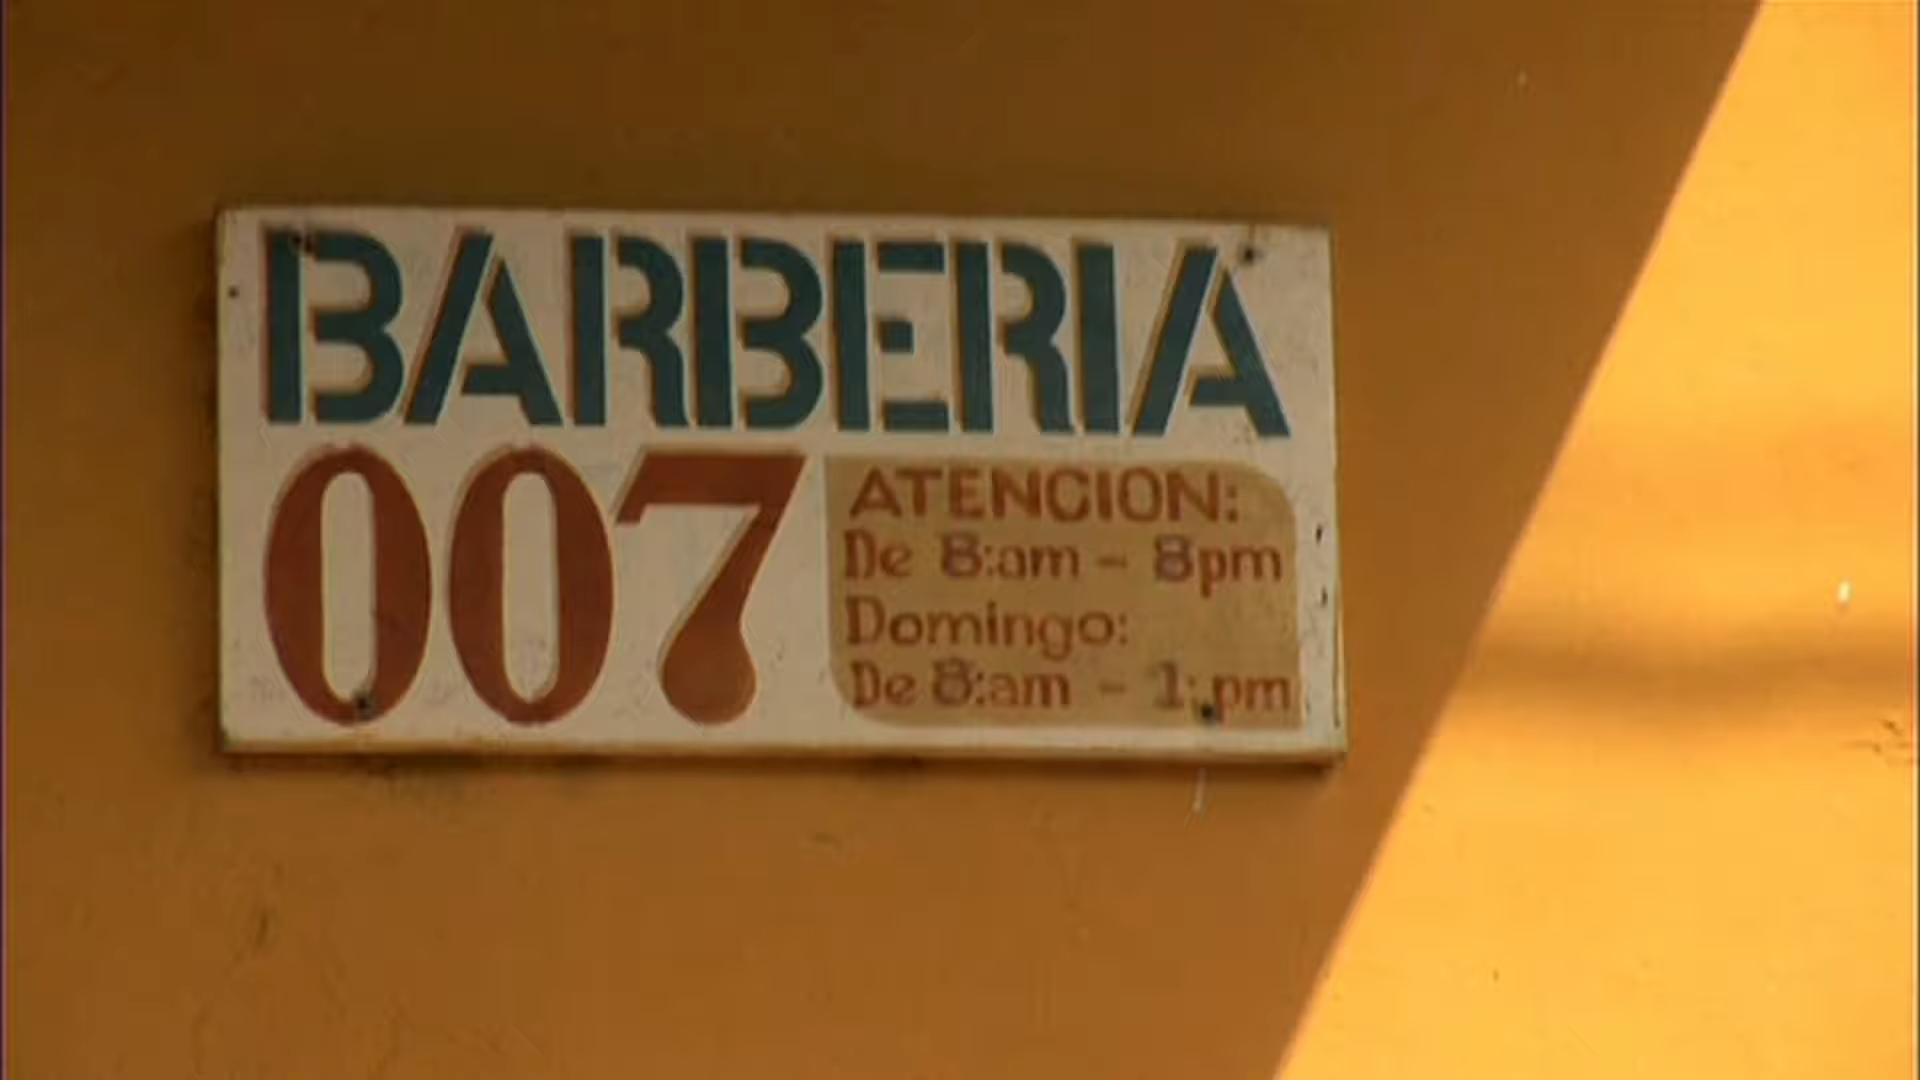 BARBERIA
007
ATENCION:
De 8:am - 8pm
Domingo:
De 8:am - 1:pm